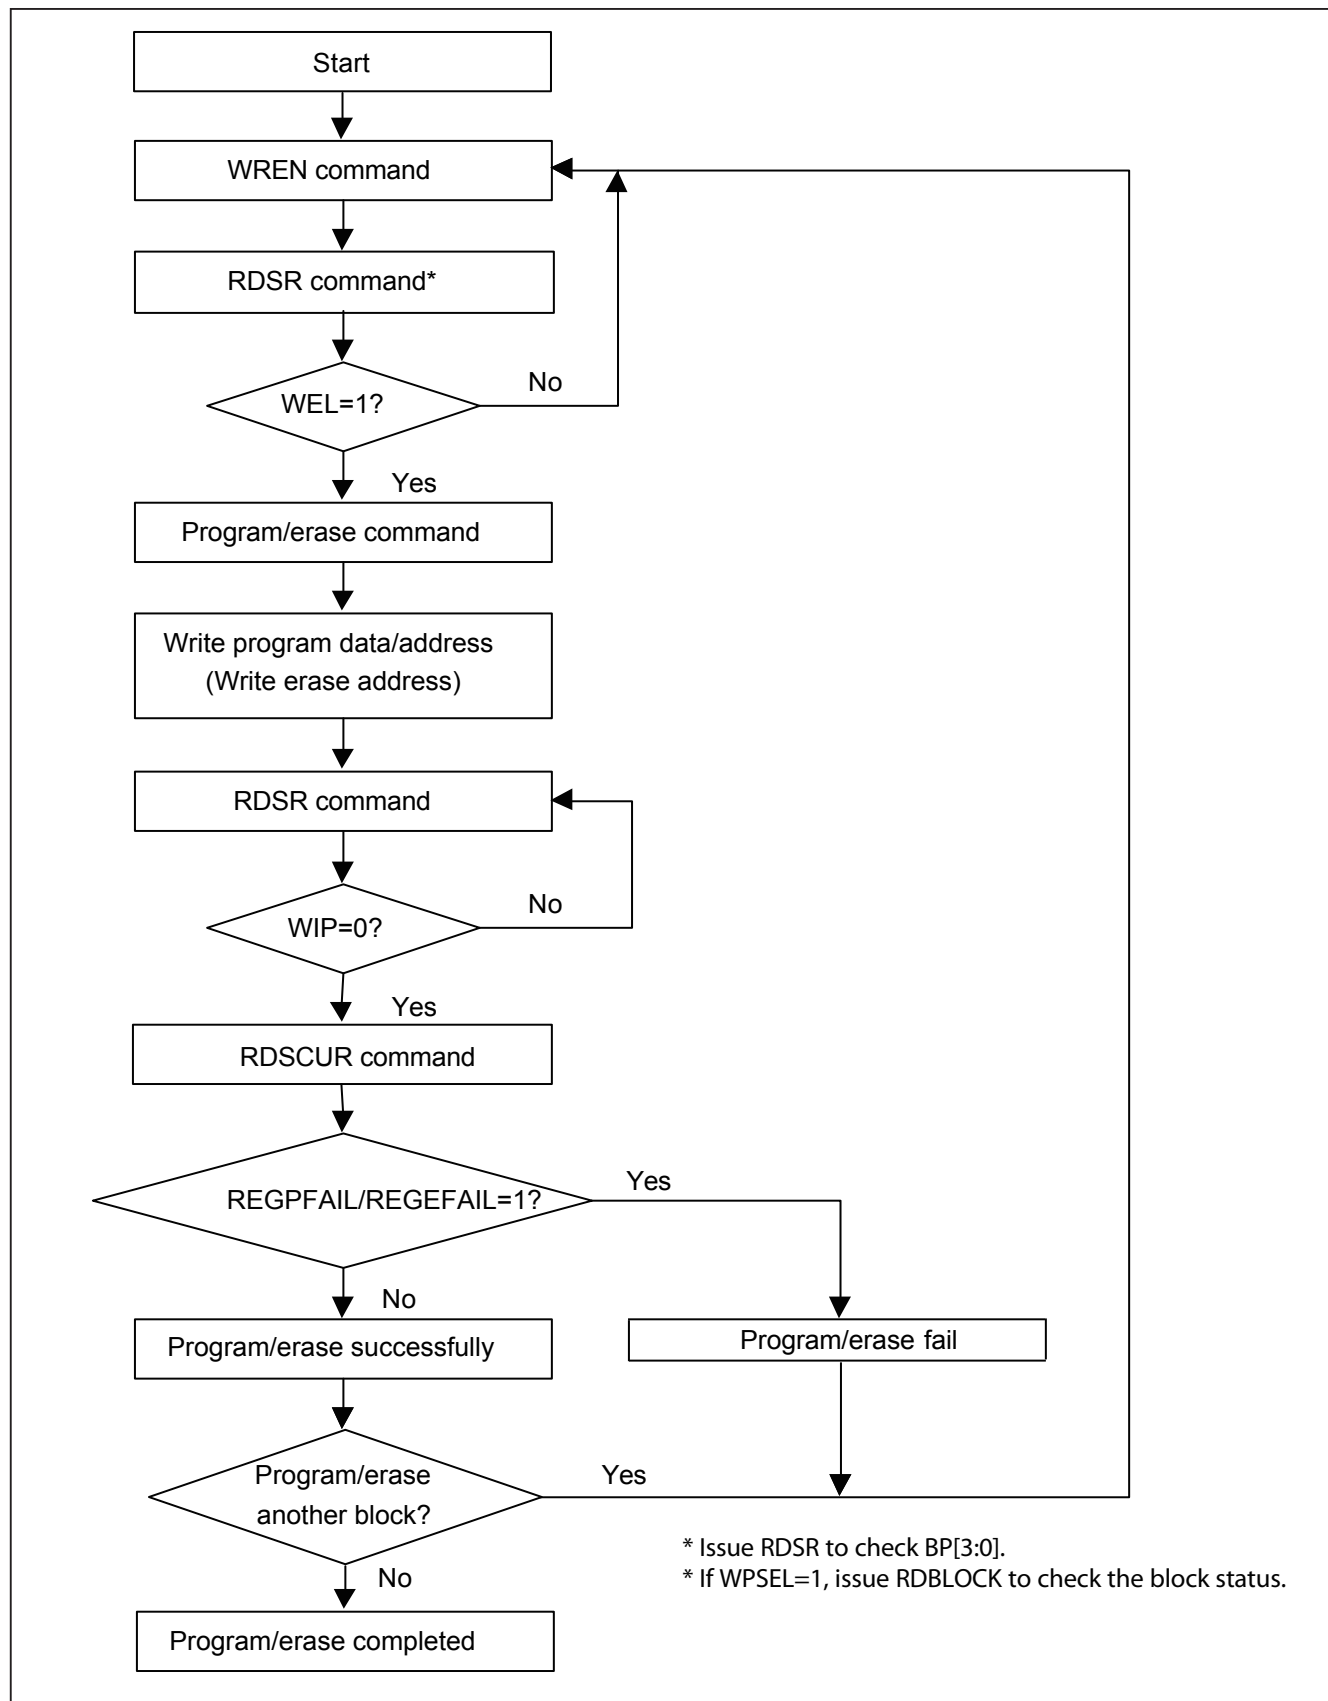 Start
WREN command
RDSR command*
WEL=1?
No
Yes
Program/erase command
Write program data/address
(Write erase address)
RDSR command
WIP=0?
No
Yes
RDSCUR command
REGPFAIL/REGEFAIL=1?
Yes
No
Program/erase successfully
Program/erase fail
Program/erase
another block?
Yes
No
* Issue RDSR to check BP[3:0].
* If WPSEL=1, issue RDBLOCK to check the block status.
Program/erase completed